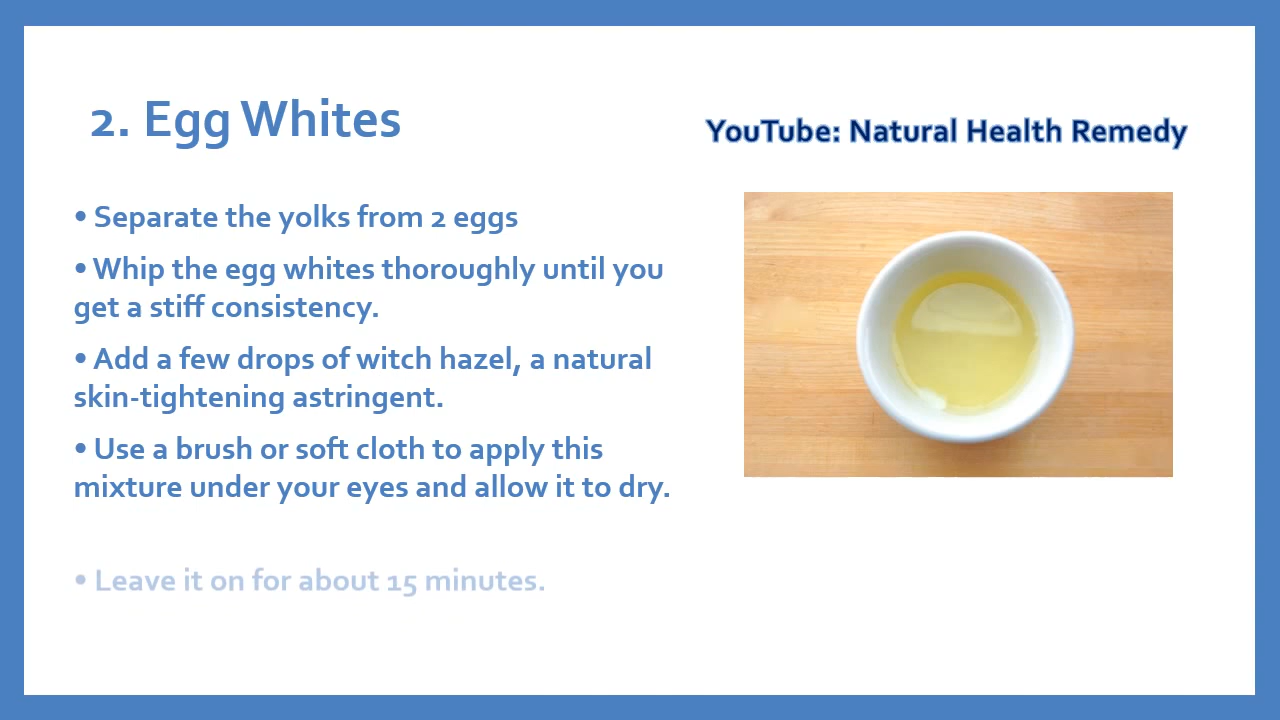 2. Egg Whites
YouTube: Natural Health Remedy
• Separate the yolks from 2 eggs
• Whip the egg whites thoroughly until you
get a stiff consistency.
• Add a few drops of witch hazel, a natural
skin-tightening astringent.
• Use a brush or soft cloth to apply this
mixture under your eyes and allow it to dry.
• Leave it on for about 15 minutes.